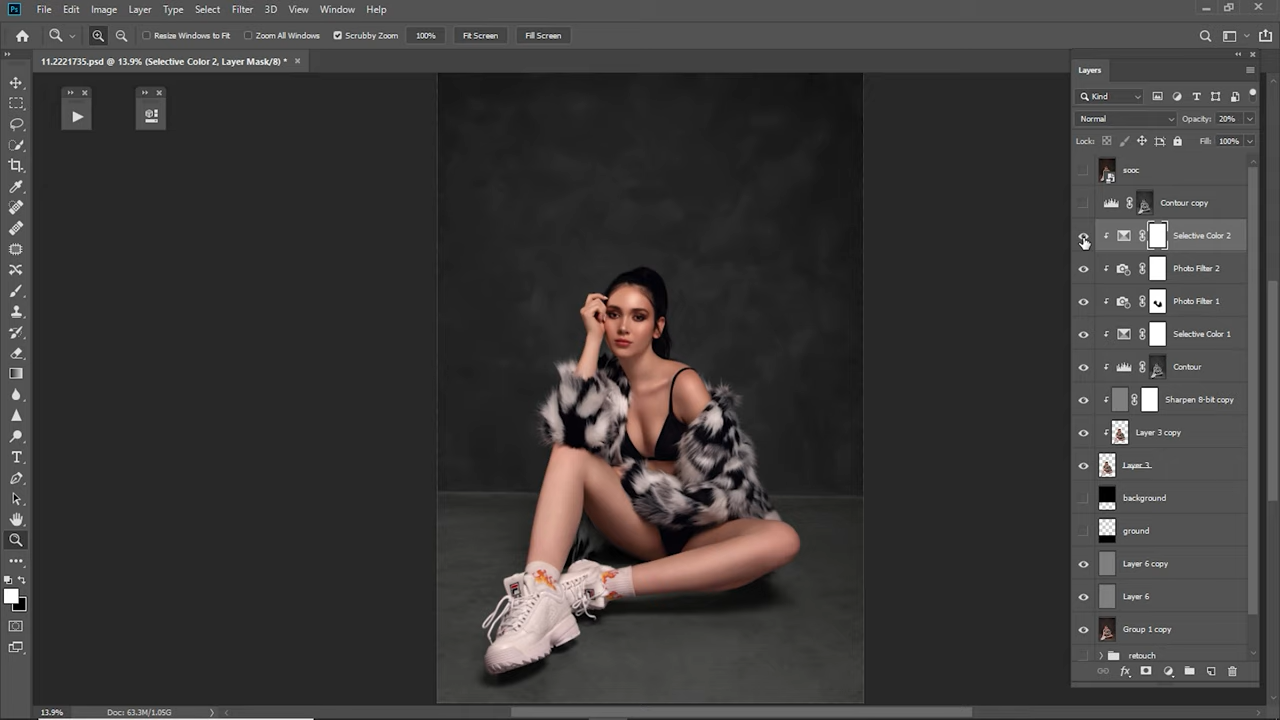 Ps File Edit Image Layer Type Select Filter 3D View Window Help
Resize Windows to Fit All Windows Scrubby Zoom 100% Fit Screen Fill Screen
11.2221735.psd @ 13.9% (Selective Color 2, Layer Mask/8) *
Layers
Kind
Normal Opacity: 20%
Lock: Fill: 100%
sooc
Contour copy
Selective Color 2
Photo Filter 2
Photo Filter 1
Selective Color 1
Contour
Sharpen 8-bit copy
Layer 3 copy
Layer 3
background
ground
Layer 6 copy
Layer 6
Group 1 copy
retouch
FILA
13.9% Doc: 63.3M/1.05G